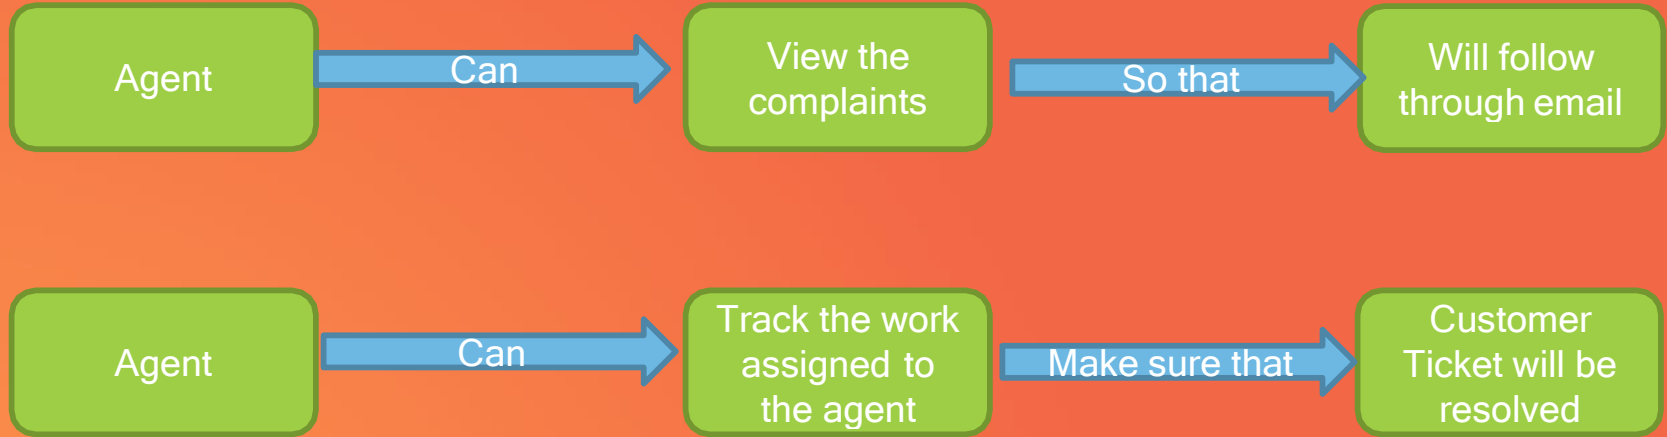 Agent
Can
View the
complaints
So that
Will follow
through email
Agent
Can
Track the work
assigned to
the agent
Make sure that
Customer
Ticket will be
resolved